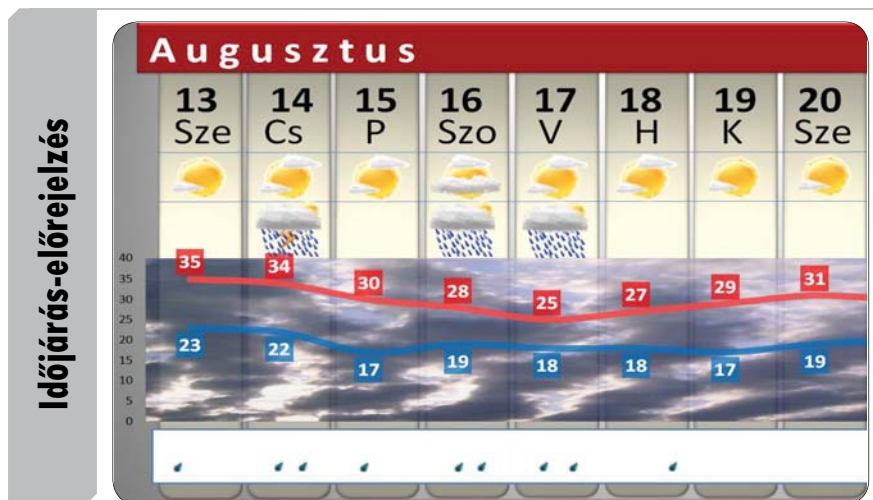 Időjárás-előrejelzés
Augusztus
13 14 15 16 17 18 19 20
Sze Cs P Szo V H K Sze
40
35
30
25
20
15
10
5
0
35 34 30 28 25 27 29 31
23 22 17 19 18 18 17 19